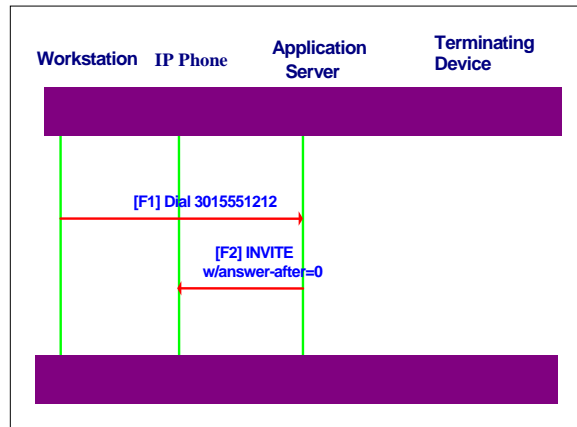 Workstation
IP Phone
Application
Server
Terminating
Device
[F1] Dial 3015551212
[F2] INVITE
w/answer-after=0